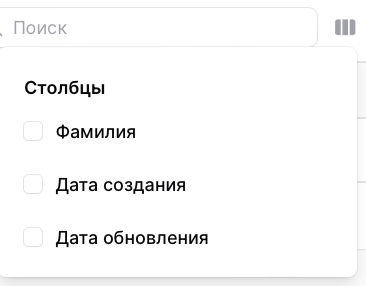 Поиск
Столбцы
Фамилия
Дата создания
Дата обновления